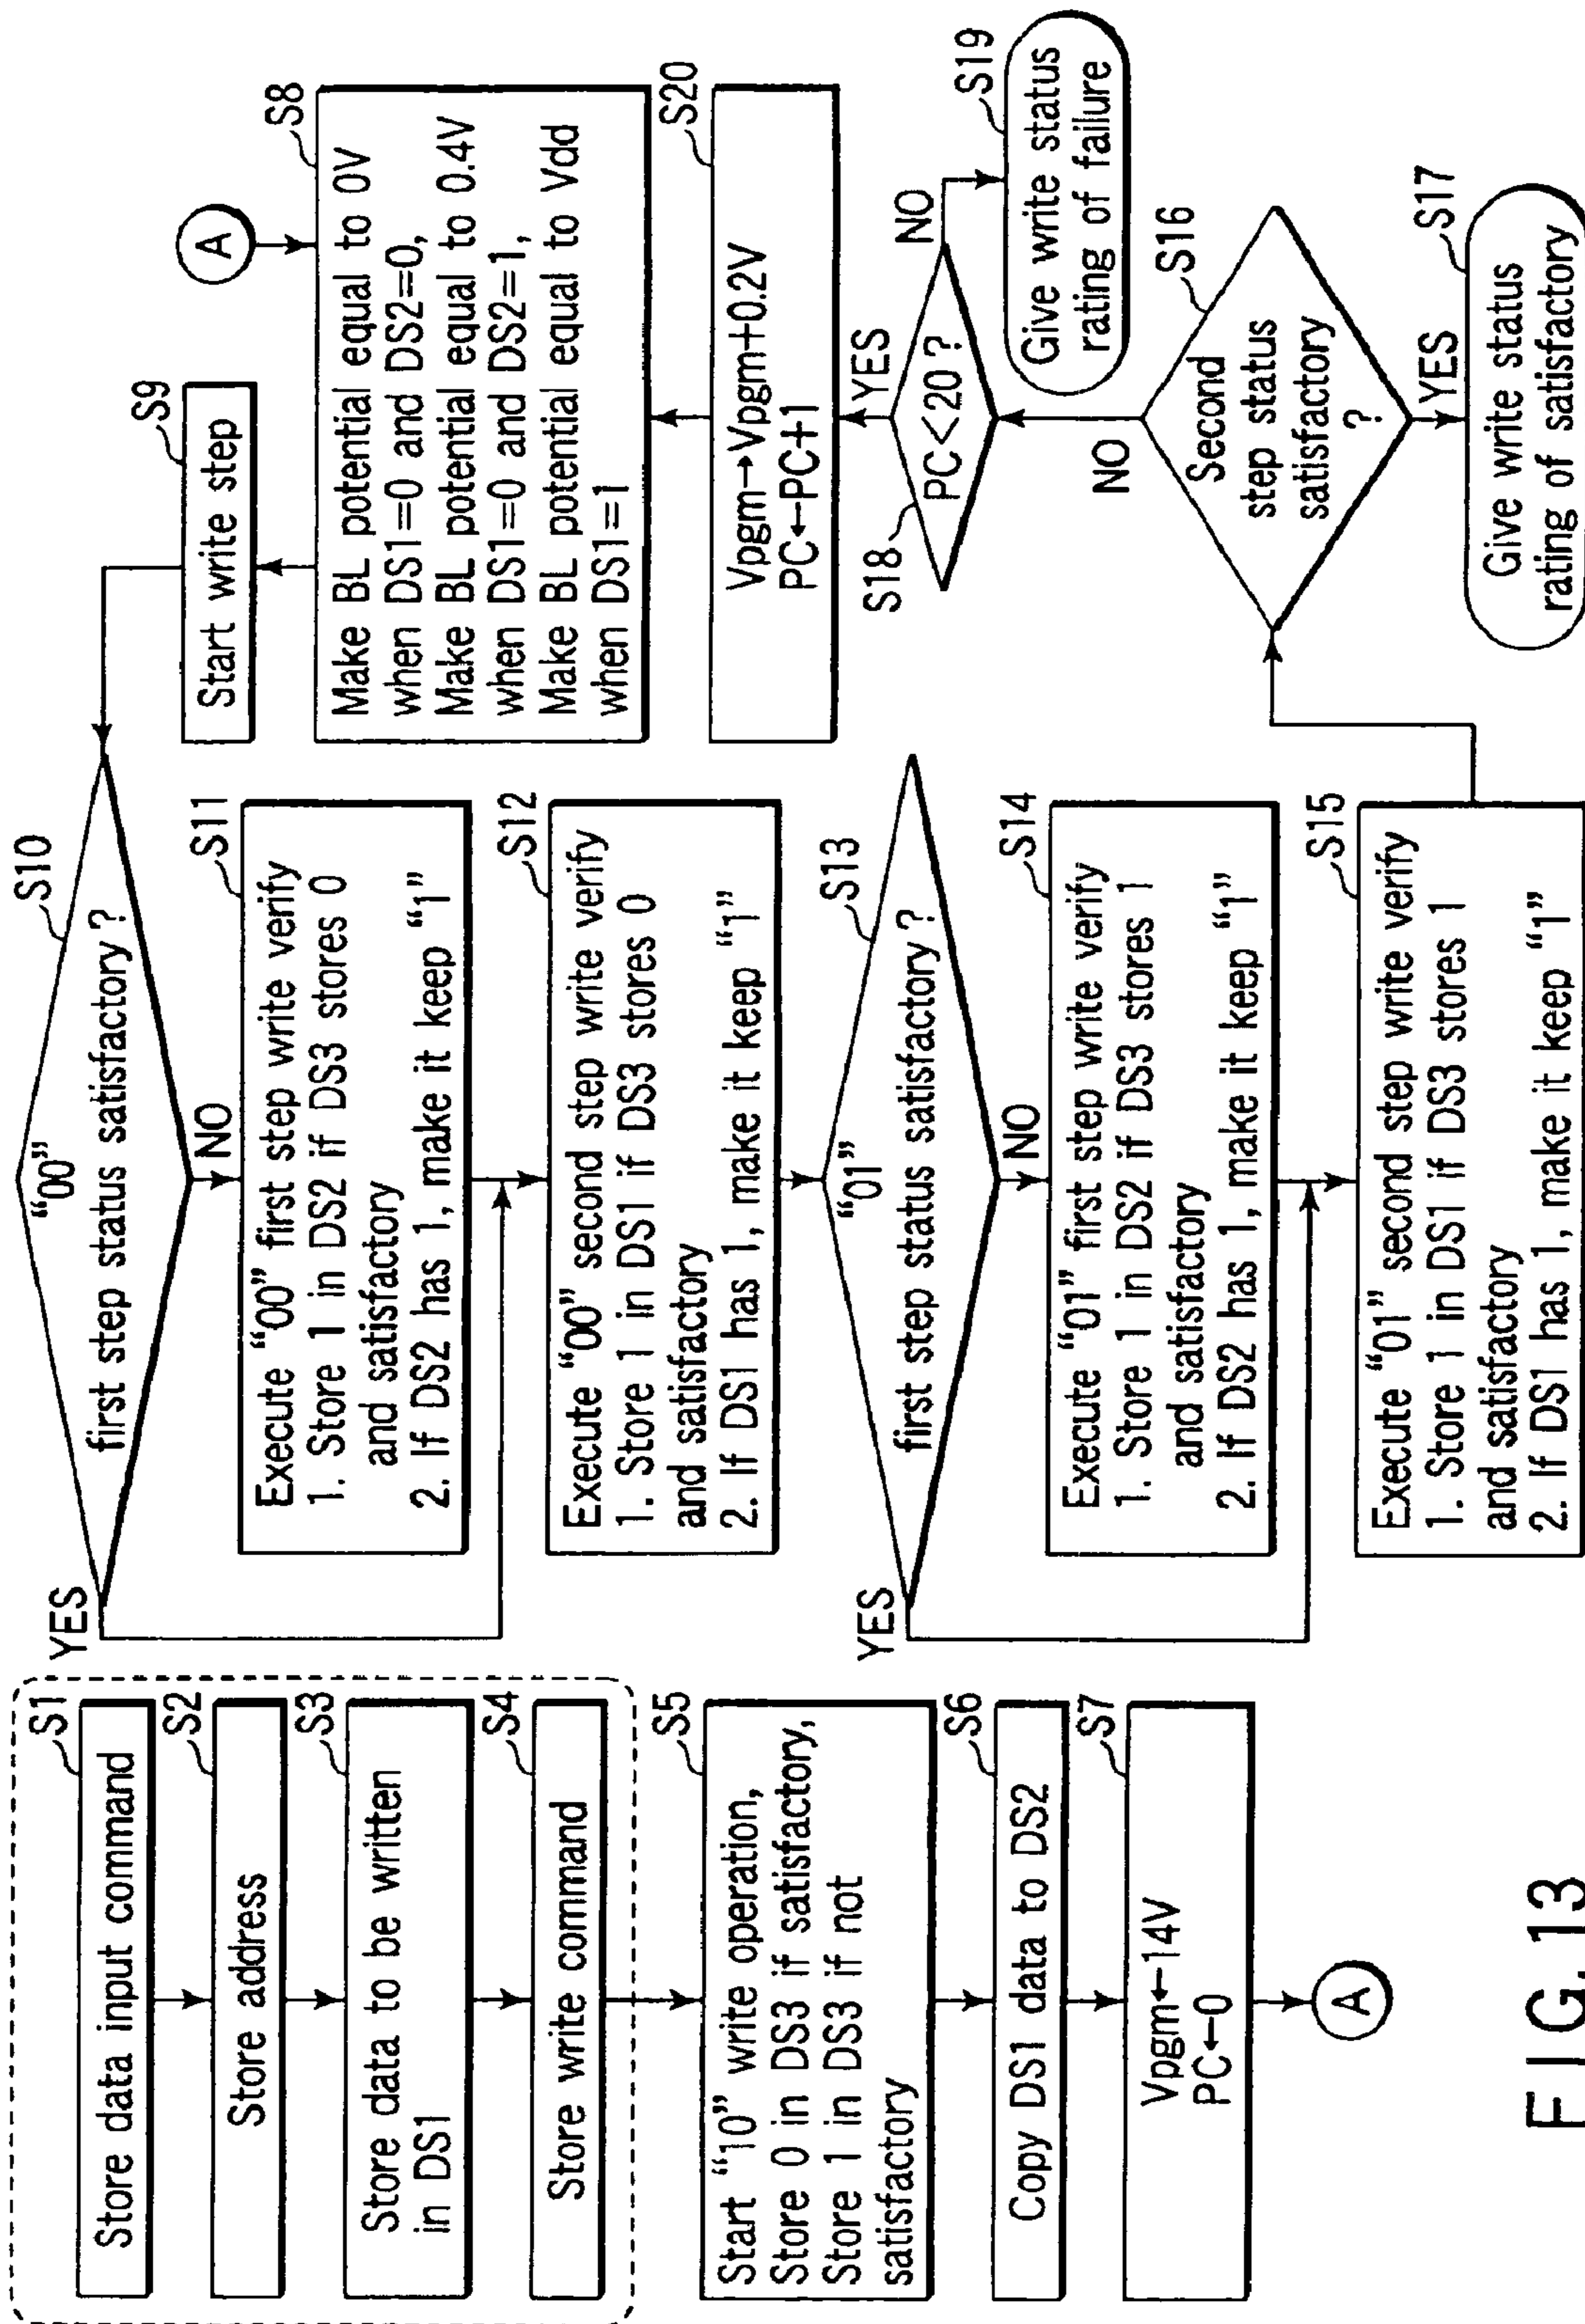 S1
Store data input command
S2
Store address
S3
Store data to be written
in DS1
S4
Store write command
S5
Start “10” write operation,
Store 0 in DS3 if satisfactory,
Store 1 in DS3 if not
satisfactory
S6
Copy DS1 data to DS2
S7
Vpgm←14V
PC←0
A
S10
“00”
first step status satisfactory ?
YES
NO
S11
Execute “00” first step write verify
1. Store 1 in DS2 if DS3 stores 0
and satisfactory
2. If DS2 has 1, make it keep “1”
S12
Execute “00” second step write verify
1. Store 1 in DS1 if DS3 stores 0
and satisfactory
2. If DS1 has 1, make it keep “1”
S13
“01”
first step status satisfactory ?
YES
NO
S14
Execute “01” first step write verify
1. Store 1 in DS2 if DS3 stores 1
and satisfactory
2. If DS2 has 1, make it keep “1”
S15
Execute “01” second step write verify
1. Store 1 in DS1 if DS3 stores 1
and satisfactory
2. If DS1 has 1, make it keep “1”
A
S9
Start write step
S8
Make BL potential equal to 0V
when DS1=0 and DS2=0,
Make BL potential equal to 0.4V
when DS1=0 and DS2=1,
Make BL potential equal to Vdd
when DS1=1
S20
Vpgm→Vpgm+0.2V
PC←PC+1
S18
PC<20 ?
YES
NO
S19
Give write status
rating of failure
S16
Second
step status
satisfactory
?
NO
YES
S17
Give write status
rating of satisfactory
FIG. 13